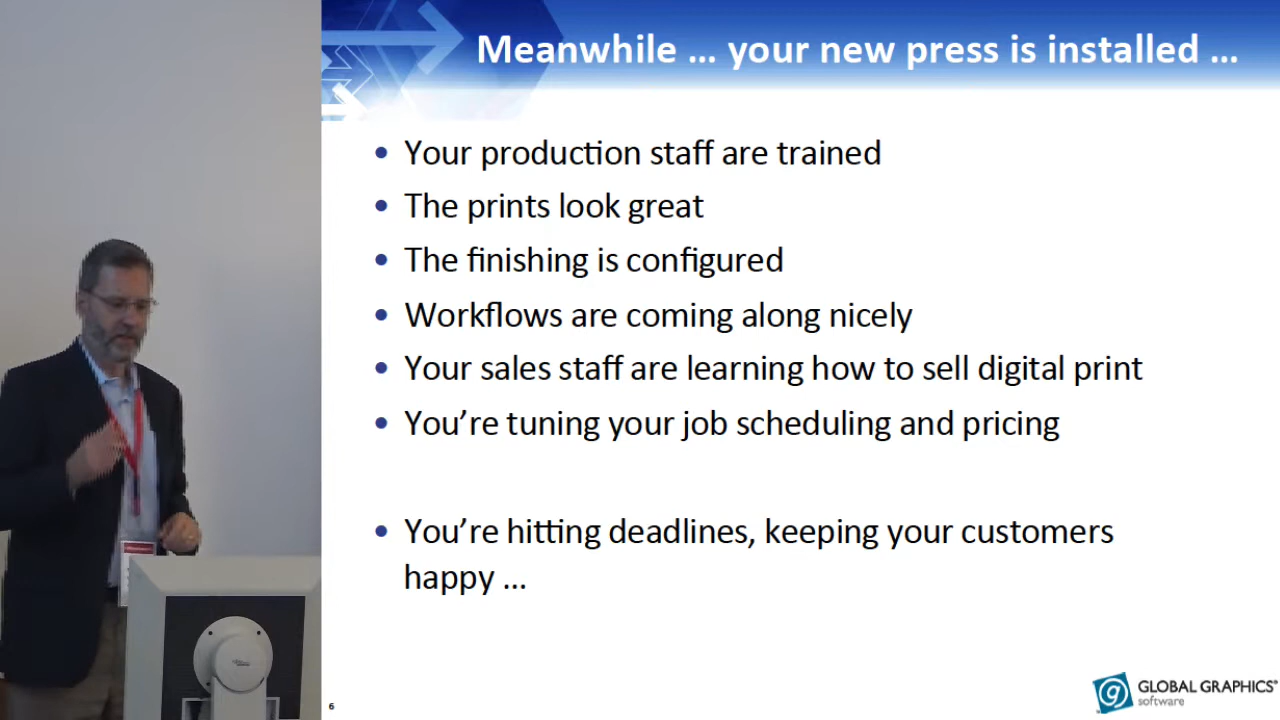 Meanwhile … your new press is installed …
• Your production staff are trained
• The prints look great
• The finishing is configured
• Workflows are coming along nicely
• Your sales staff are learning how to sell digital print
• You’re tuning your job scheduling and pricing
• You’re hitting deadlines, keeping your customers
happy …
6
GLOBAL GRAPHICS®
software